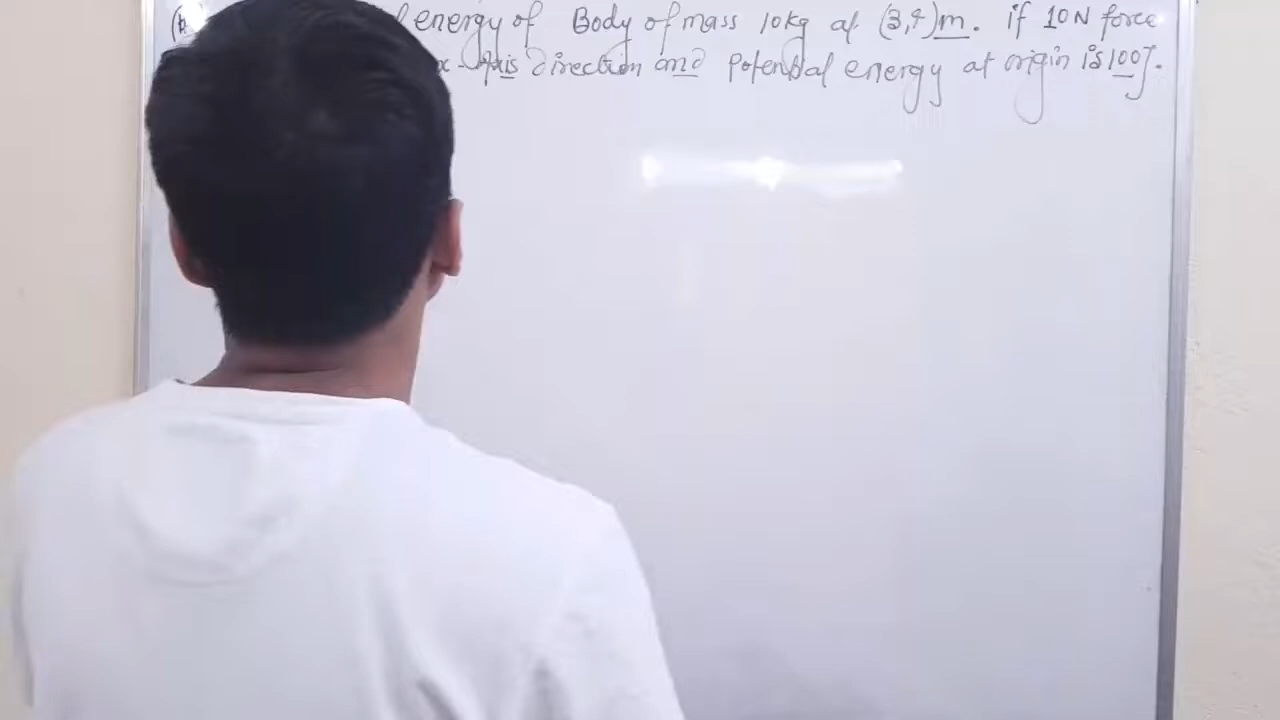 energy of Body of mass 10kg at (3,4)m. if 10N force
x-Axis direction and Potential energy at origin is 100J.